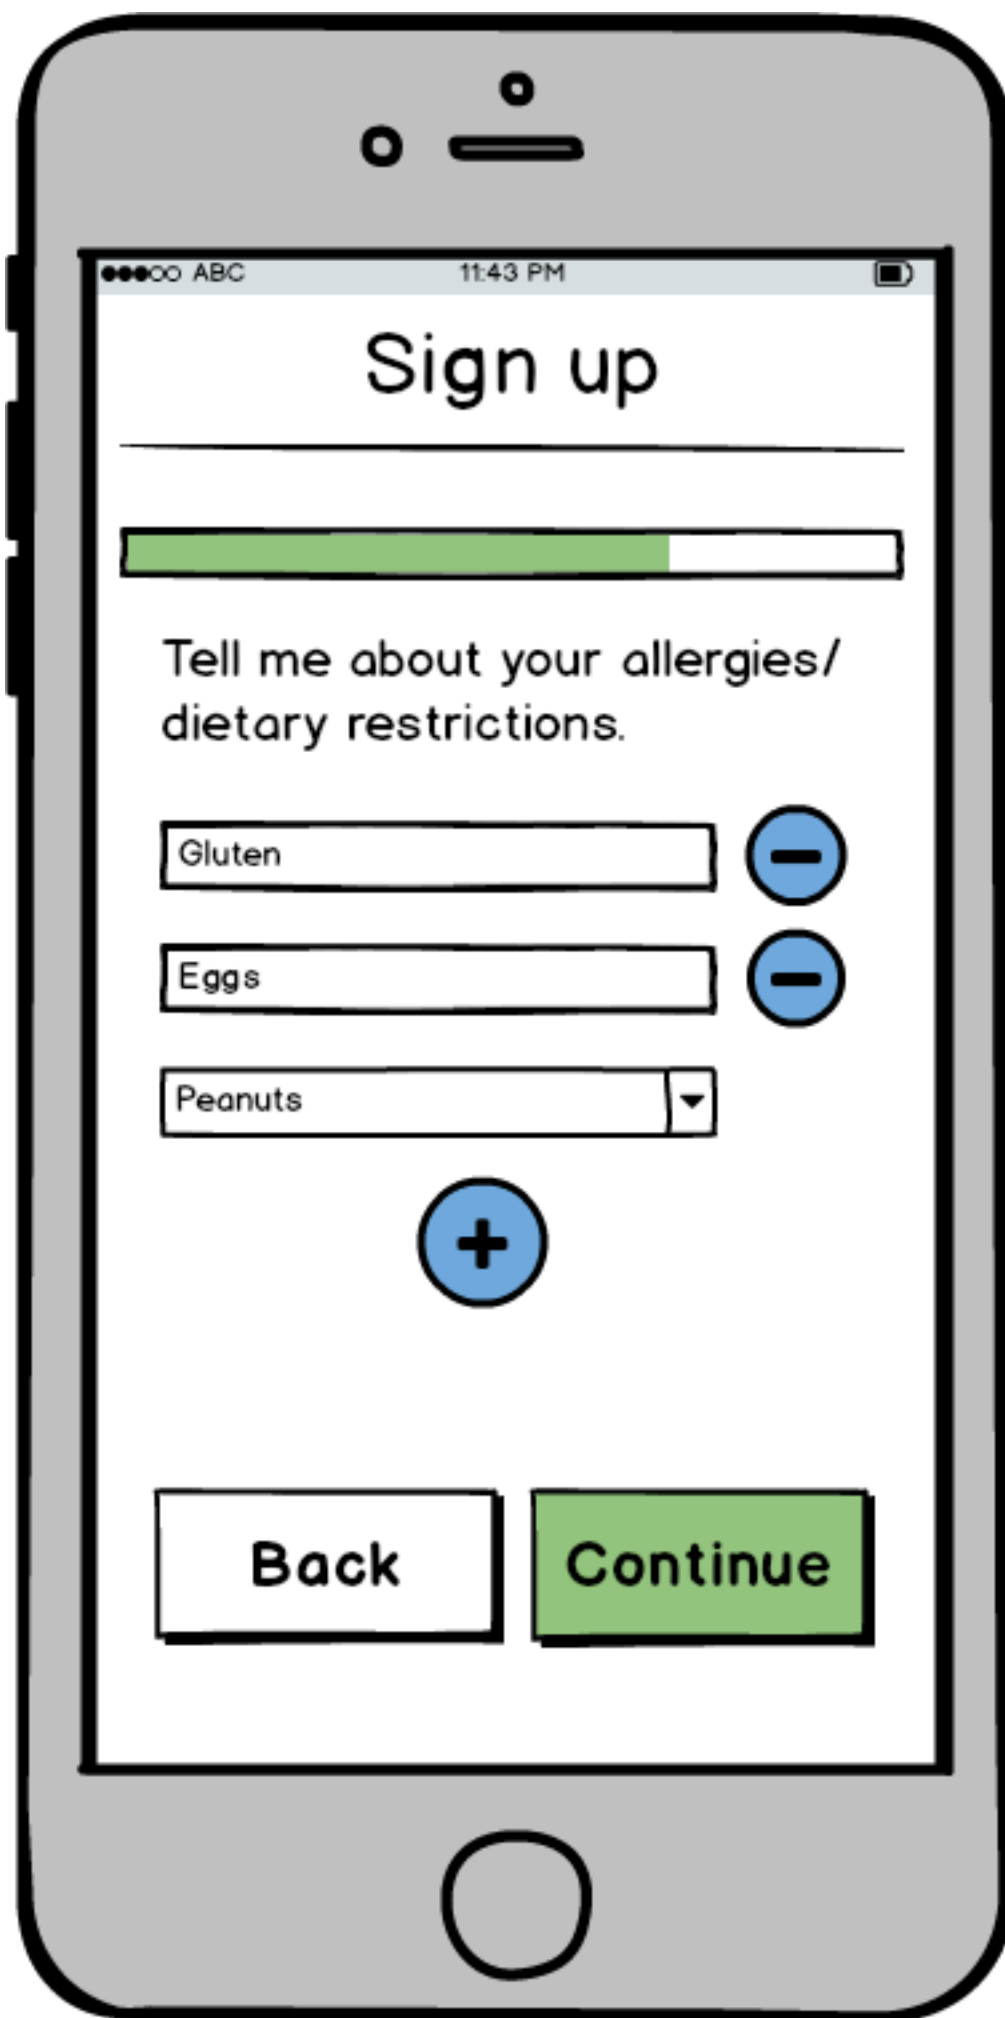 ABC 11:43 PM
Sign up
Tell me about your allergies/
dietary restrictions.
Gluten
Eggs
Peanuts
Back Continue